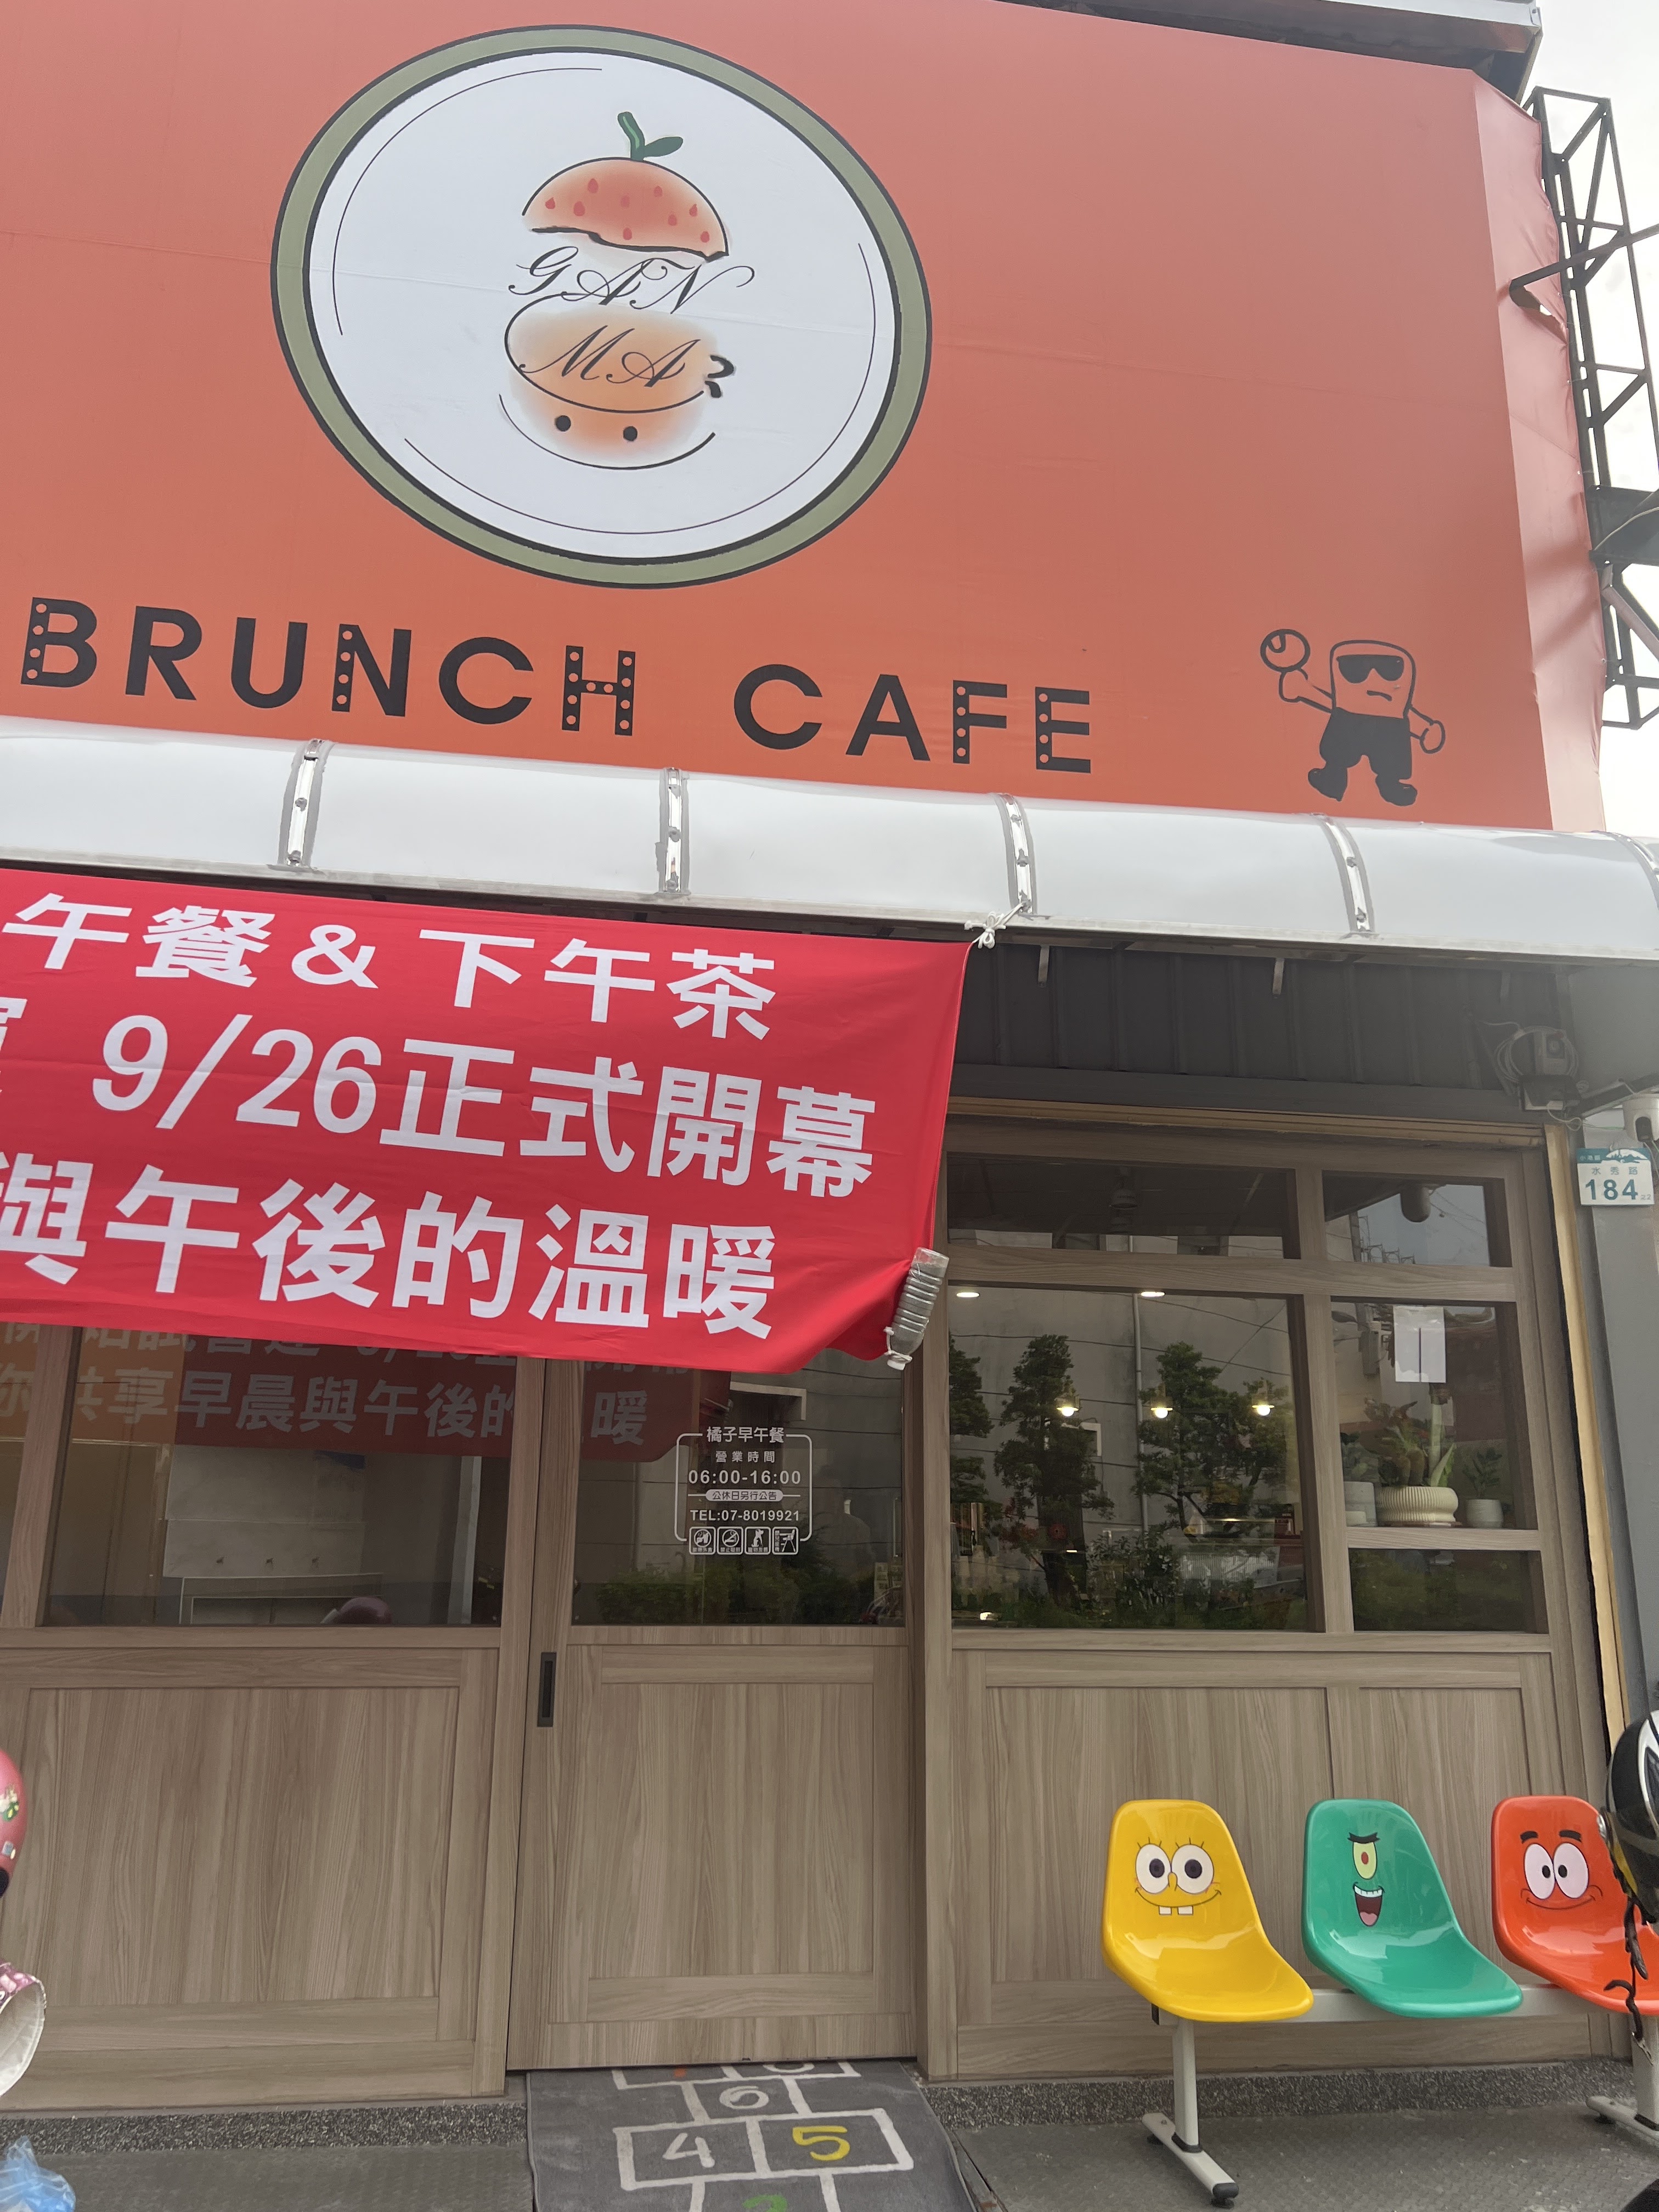 GAN
MA
BRUNCH CAFE
午餐 & 下午茶
9/26正式開幕
與午後的溫暖
水秀路
184
共享早晨與午後的 暖
橘子早午餐
營業時間
06:00-16:00
公休日另行公告
TEL:07-8019921
6
4 5